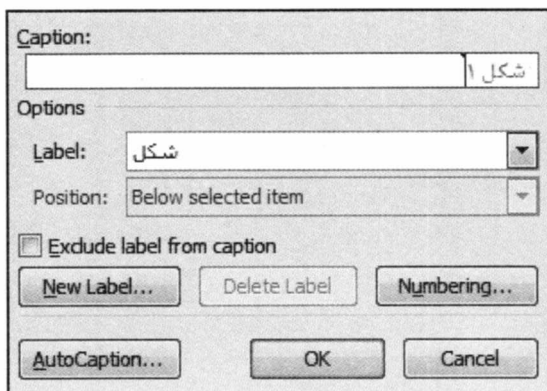 Caption:
شکل ۱
Options
Label: شکل
Position: Below selected item
Exclude label from caption
New Label... Delete Label Numbering...
AutoCaption... OK Cancel